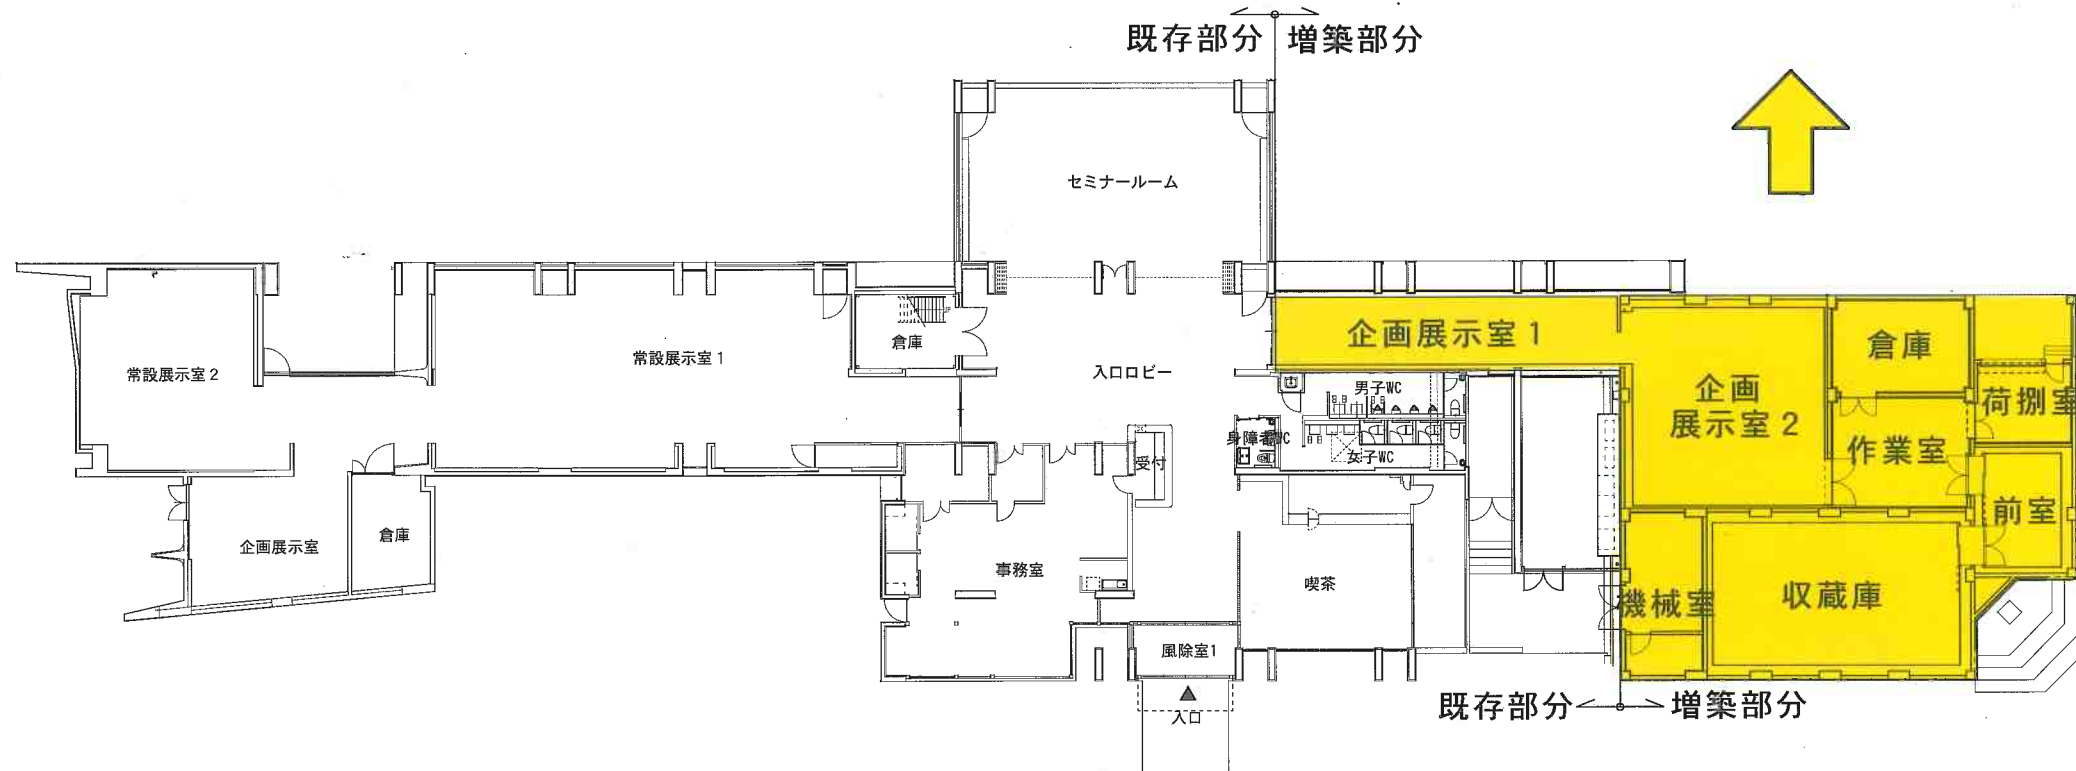 既存部分 増築部分
セミナールーム
常設展示室2
常設展示室1
倉庫
入口ロビー
企画展示室1
男子WC
身障者WC
女子WC
受付
企画
展示室2
倉庫
荷捌室
作業室
前室
企画展示室
倉庫
事務室
喫茶
機械室
収蔵庫
風除室1
入口
既存部分 増築部分